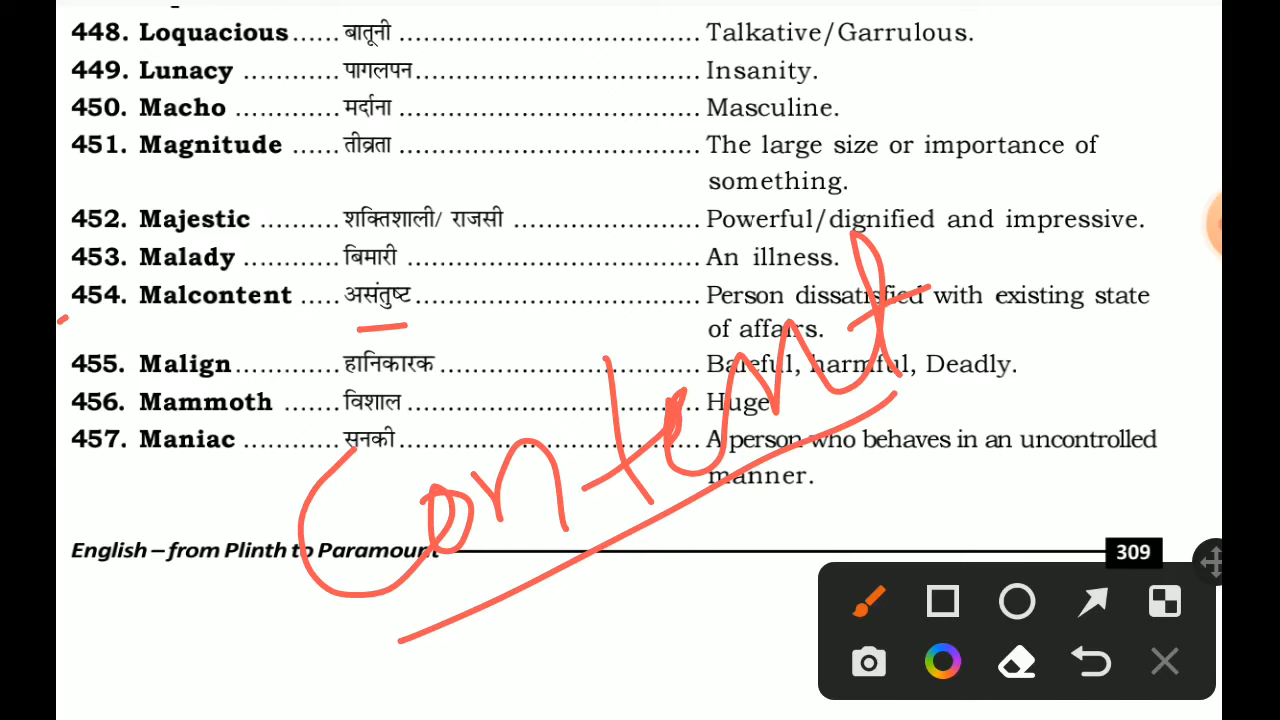 448. Loquacious...... बातूनी ..................................... Talkative/Garrulous.
449. Lunacy ............ पागलपन................................... Insanity.
450. Macho ............. मर्दाना ..................................... Masculine.
451. Magnitude ...... तीव्रता ..................................... The large size or importance of
something.
452. Majestic .......... शक्तिशाली/ राजसी ....................... Powerful/dignified and impressive.
453. Malady ............ बिमारी .................................... An illness.
454. Malcontent ..... असंतुष्ट................................... Person dissatisfied with existing state
of affairs.
455. Malign............. हानिकारक ................................ Baleful, harmful, Deadly.
456. Mammoth ....... विशाल .................................... Huge
457. Maniac ............ सनकी..................................... A person who behaves in an uncontrolled
manner.
Content
English – from Plinth to Paramount 309